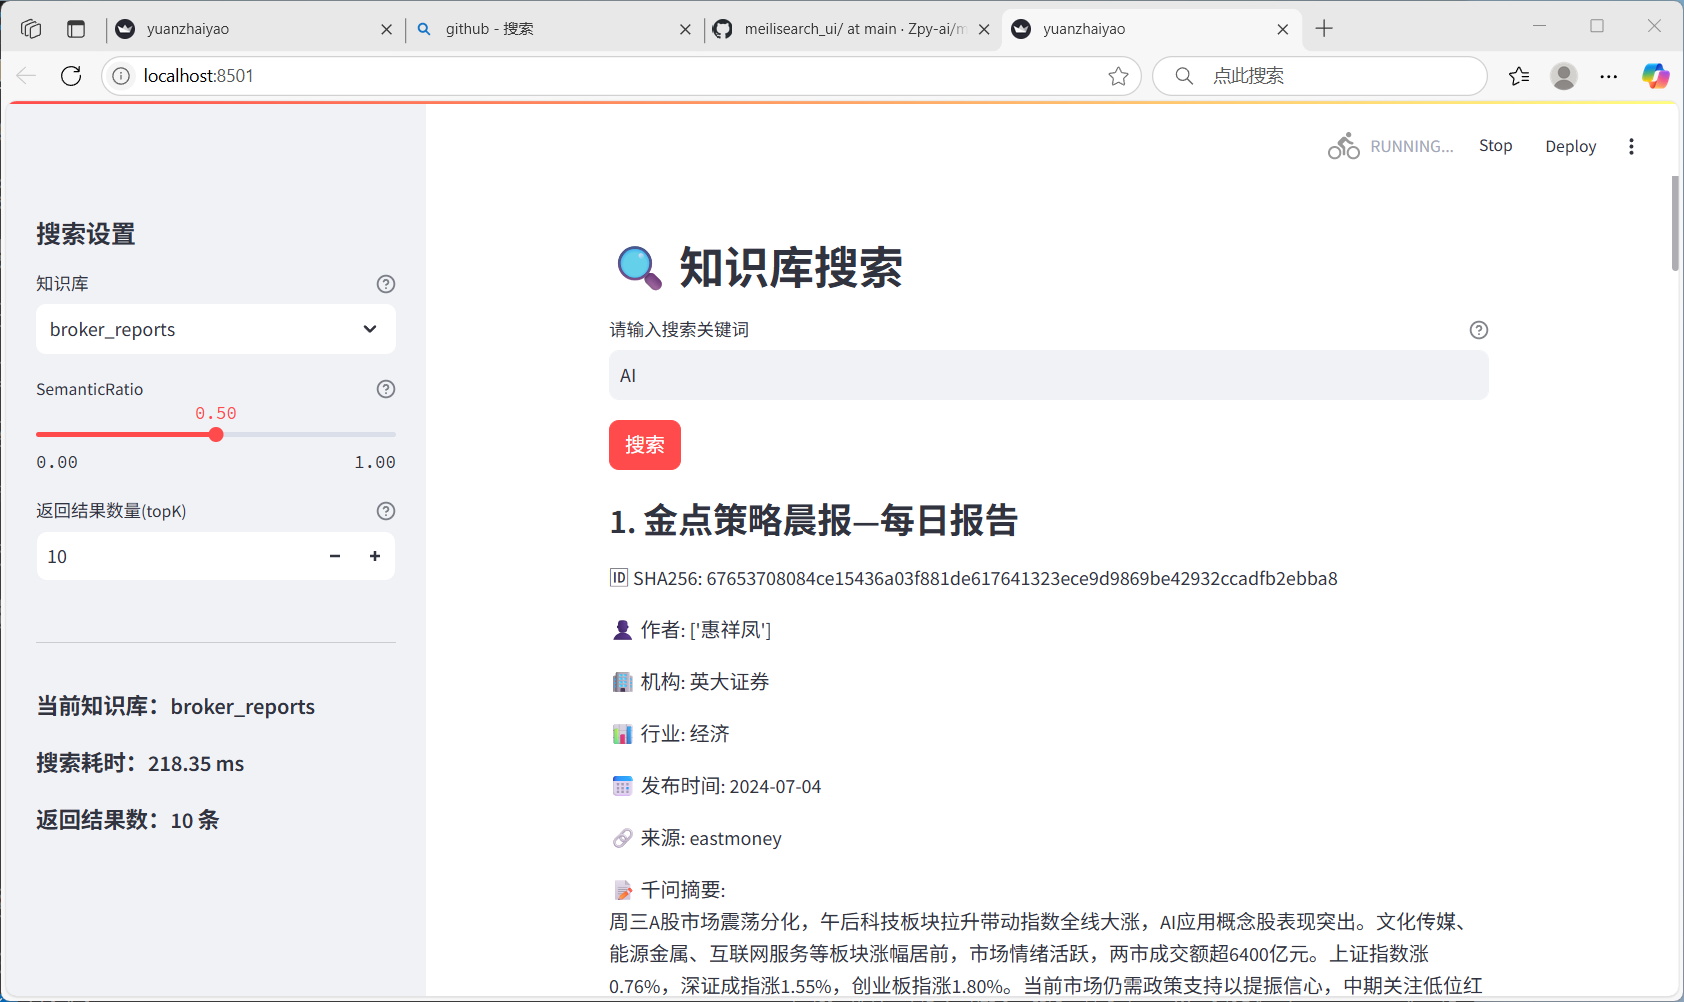 yuanzhaiyao
github - 搜索
meilisearch_ui/ at main · Zpy-ai/m
yuanzhaiyao
localhost:8501
点此搜索
RUNNING...
Stop
Deploy
搜索设置
知识库
broker_reports
SemanticRatio
0.50
0.00
1.00
返回结果数量(topK)
10
当前知识库：broker_reports
搜索耗时：218.35 ms
返回结果数：10 条
知识库搜索
请输入搜索关键词
AI
搜索
1. 金点策略晨报—每日报告
🆔 SHA256: 67653708084ce15436a03f881de617641323ece9d9869be42932ccadfb2ebba8
作者: ['惠祥凤']
机构: 英大证券
行业: 经济
发布时间: 2024-07-04
来源: eastmoney
千问摘要:
周三A股市场震荡分化，午后科技板块拉升带动指数全线大涨，AI应用概念股表现突出。文化传媒、
能源金属、互联网服务等板块涨幅居前，市场情绪活跃，两市成交额超6400亿元。上证指数涨
0.76%，深证成指涨1.55%，创业板指涨1.80%。当前市场仍需政策支持以提振信心，中期关注低位红